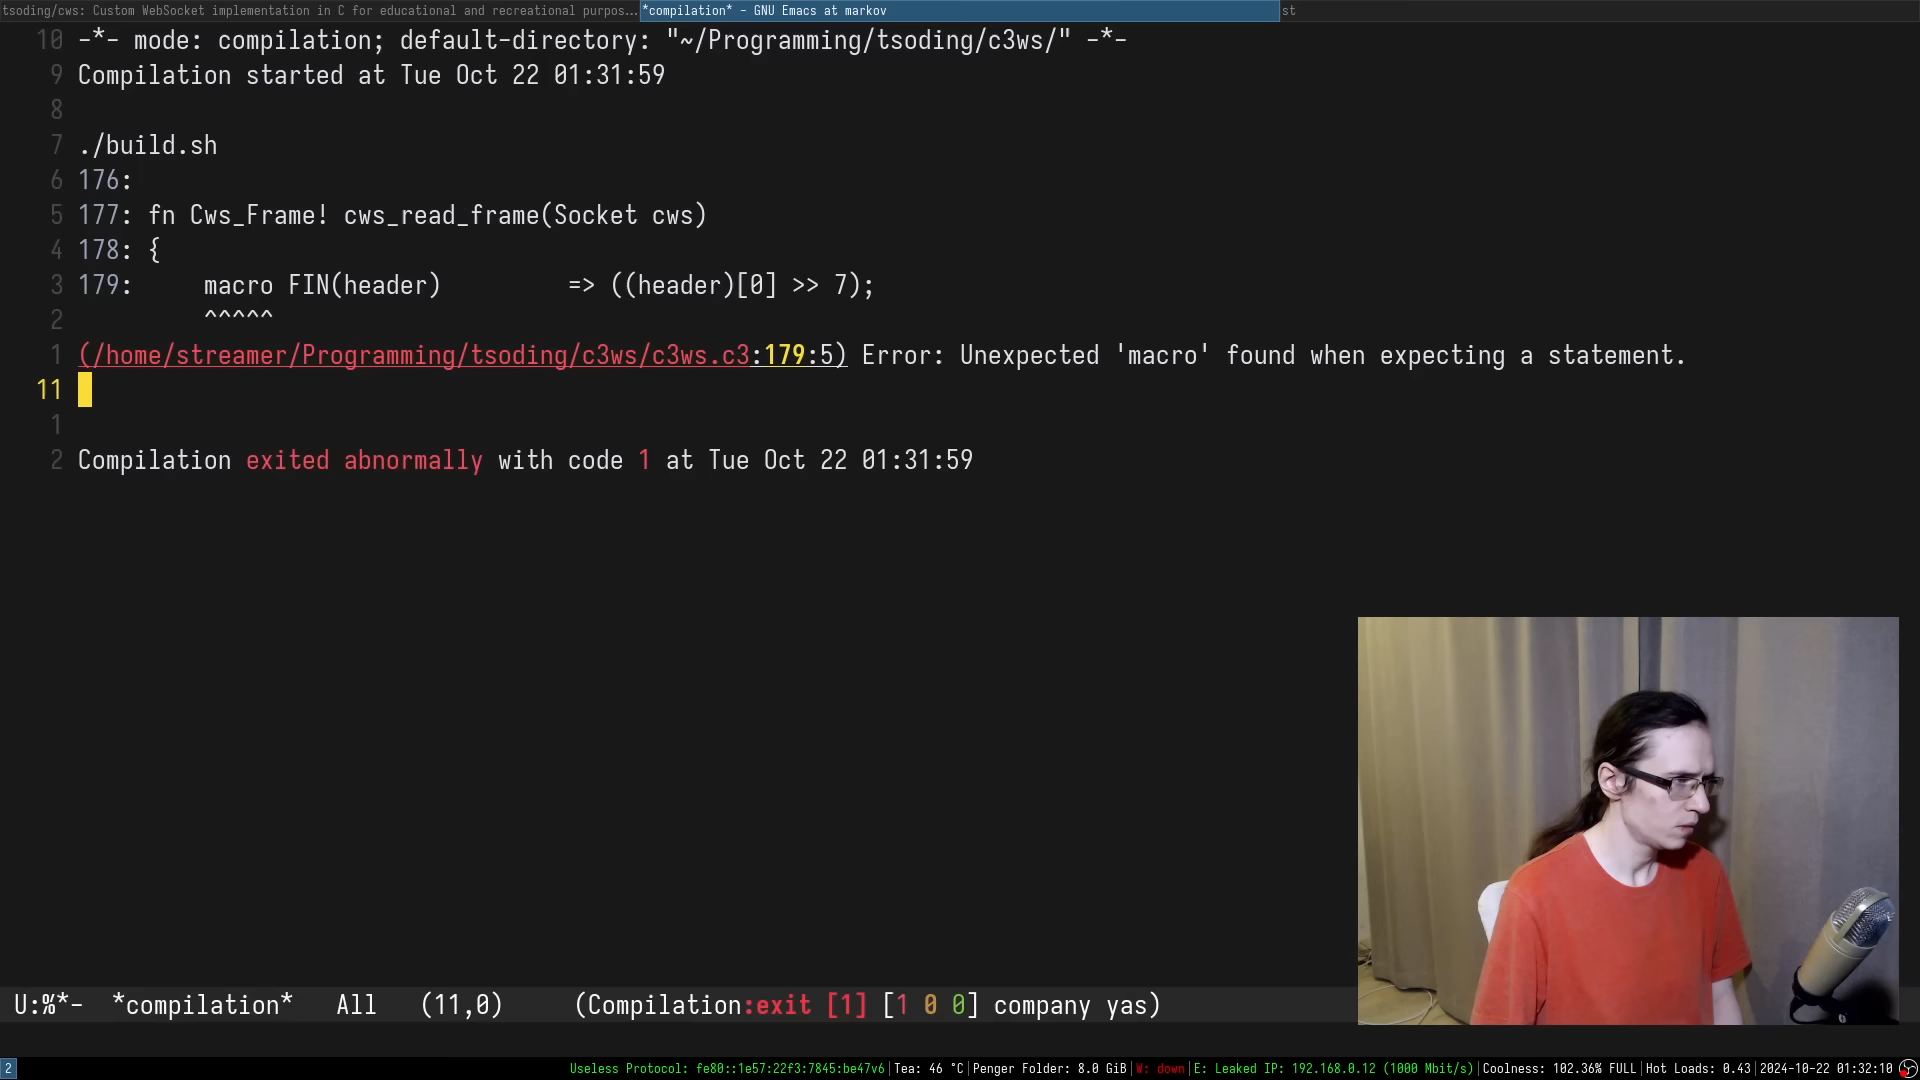 tsoding/cws: Custom WebSocket implementation in C for educational and recreational purpos... *compilation* - GNU Emacs at markov st
10 -*- mode: compilation; default-directory: "~/Programming/tsoding/c3ws/" -*-
9 Compilation started at Tue Oct 22 01:31:59
8
7 ./build.sh
6 176:
5 177: fn Cws_Frame! cws_read_frame(Socket cws)
4 178: {
3 179:     macro FIN(header)         => ((header)[0] >> 7);
2          ^^^^^
1 (/home/streamer/Programming/tsoding/c3ws/c3ws.c3:179:5) Error: Unexpected 'macro' found when expecting a statement.
11
1
2 Compilation exited abnormally with code 1 at Tue Oct 22 01:31:59
U:%*-  *compilation*   All   (11,0)     (Compilation:exit [1] [1 0 0] company yas)
2 Useless Protocol: fe80::1e57:22f3:7845:be47v6|Tea: 46 °C|Penger Folder: 8.0 GiB|W: down|E: Leaked IP: 192.168.0.12 (1000 Mbit/s)|Coolness: 102.36% FULL|Hot Loads: 0.43|2024-10-22 01:32:10